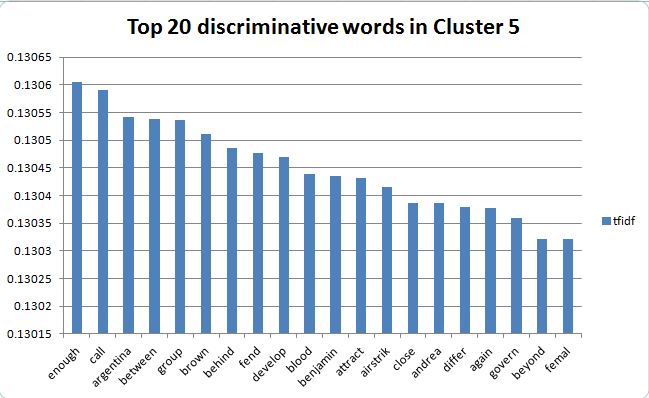 Top 20 discriminative words in Cluster 5
0.13065
0.1306
0.13055
0.1305
0.13045
0.1304
0.13035
0.1303
0.13025
0.1302
0.13015
enough
call
argentina
between
group
brown
behind
fend
develop
blood
benjamin
attract
airstrik
close
andrea
differ
again
govern
beyond
femal
tfidf